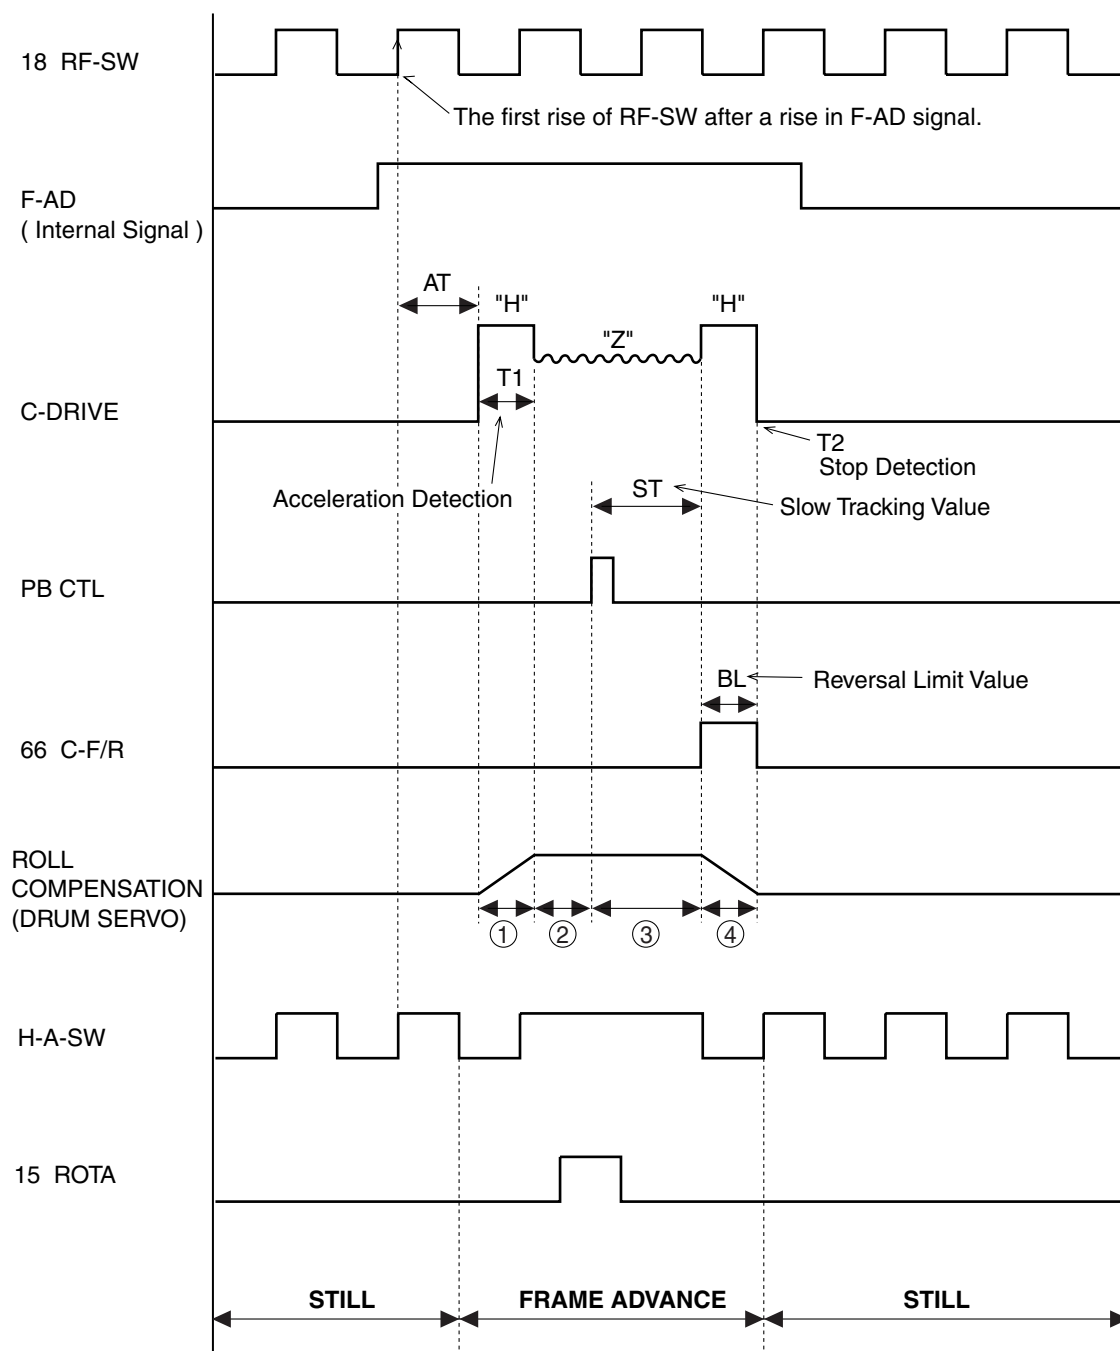 18 RF-SW
The first rise of RF-SW after a rise in F-AD signal.
F-AD
( Internal Signal )
AT
"H"
"H"
"Z"
T1
C-DRIVE
T2
Stop Detection
Acceleration Detection
ST
Slow Tracking Value
PB CTL
BL
Reversal Limit Value
66 C-F/R
ROLL
COMPENSATION
(DRUM SERVO)
① ② ③ ④
H-A-SW
15 ROTA
STILL FRAME ADVANCE STILL